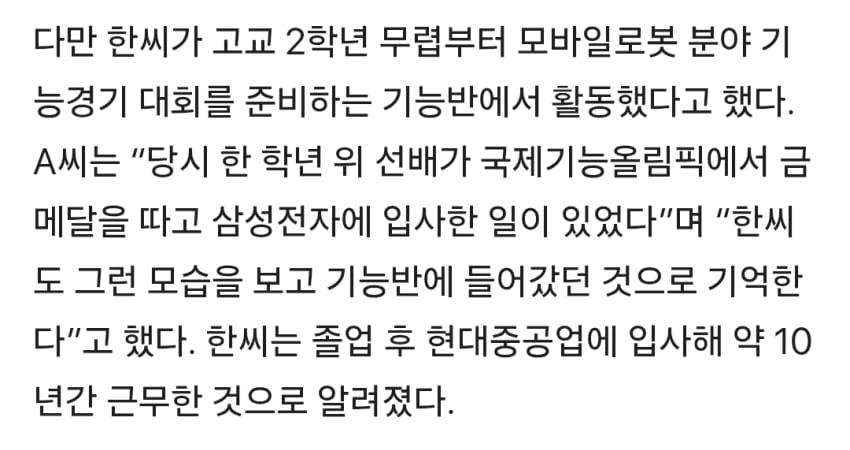 다만 한씨가 고교 2학년 무렵부터 모바일로봇 분야 기
능경기 대회를 준비하는 기능반에서 활동했다고 했다.
A씨는 “당시 한 학년 위 선배가 국제기능올림픽에서 금
메달을 따고 삼성전자에 입사한 일이 있었다”며 “한씨
도 그런 모습을 보고 기능반에 들어갔던 것으로 기억한
다”고 했다. 한씨는 졸업 후 현대중공업에 입사해 약 10
년간 근무한 것으로 알려졌다.